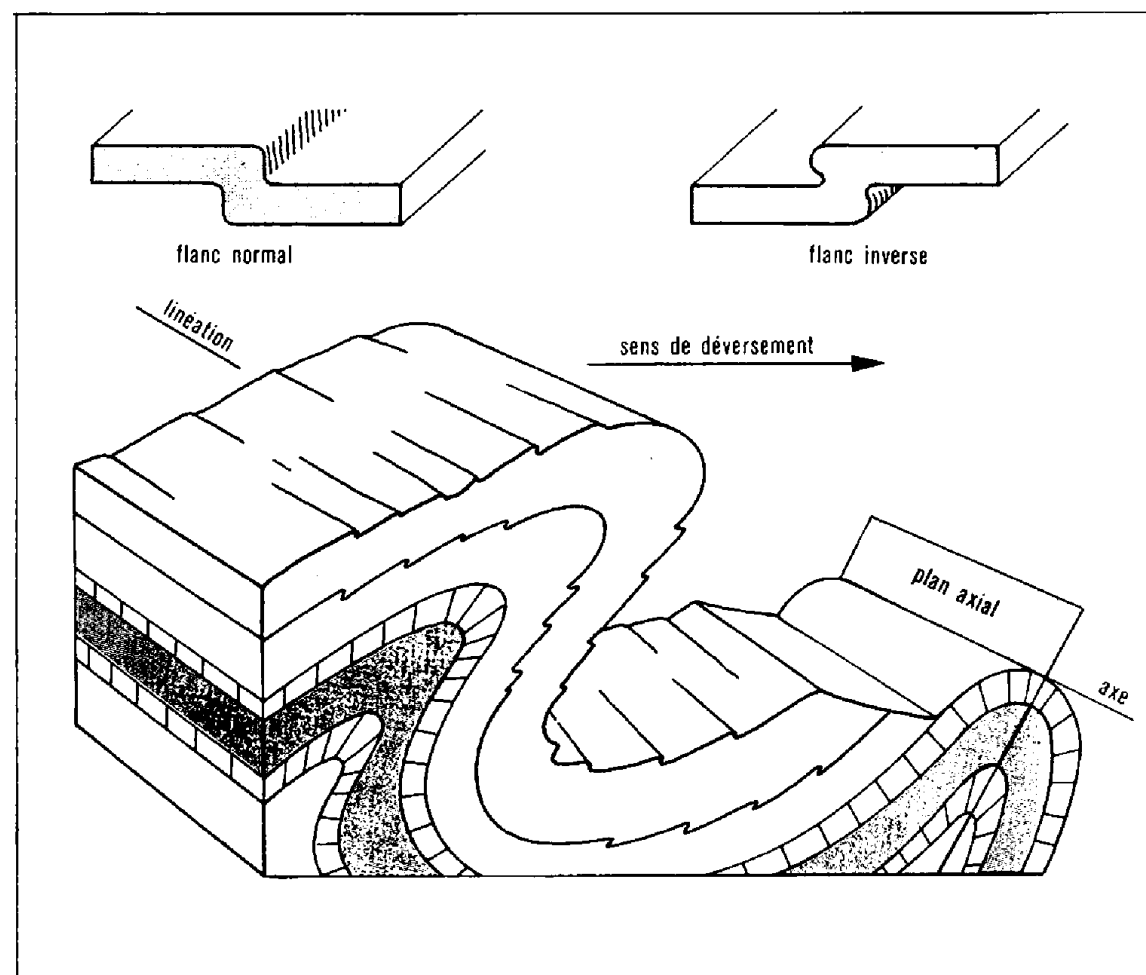 flanc normal
flanc inverse
linéation
sens de déversement
plan axial
axe